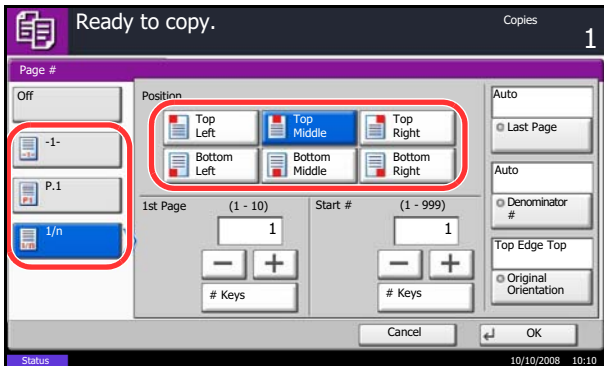 Ready to copy.
Copies
1
Page #
Off
-1-
P.1
1/n
Position
Top
Left
Top
Middle
Top
Right
Bottom
Left
Bottom
Middle
Bottom
Right
1st Page
(1 - 10)
1
# Keys
Start #
(1 - 999)
1
# Keys
Auto
Last Page
Auto
Denominator
#
Top Edge Top
Original
Orientation
Cancel
OK
Status
10/10/2008 10:10